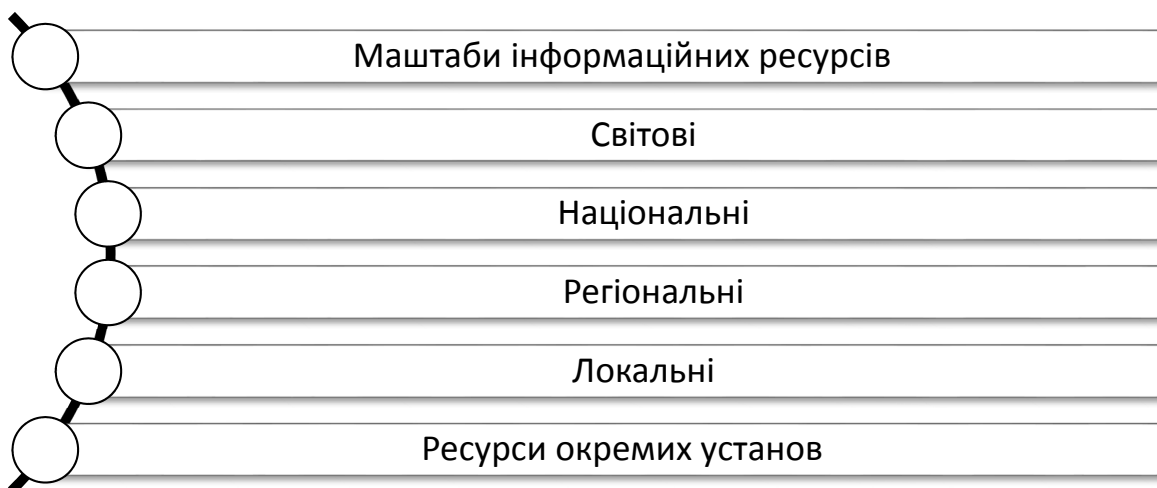 Маштаби інформаційних ресурсів
Світові
Національні
Регіональні
Локальні
Ресурси окремих установ